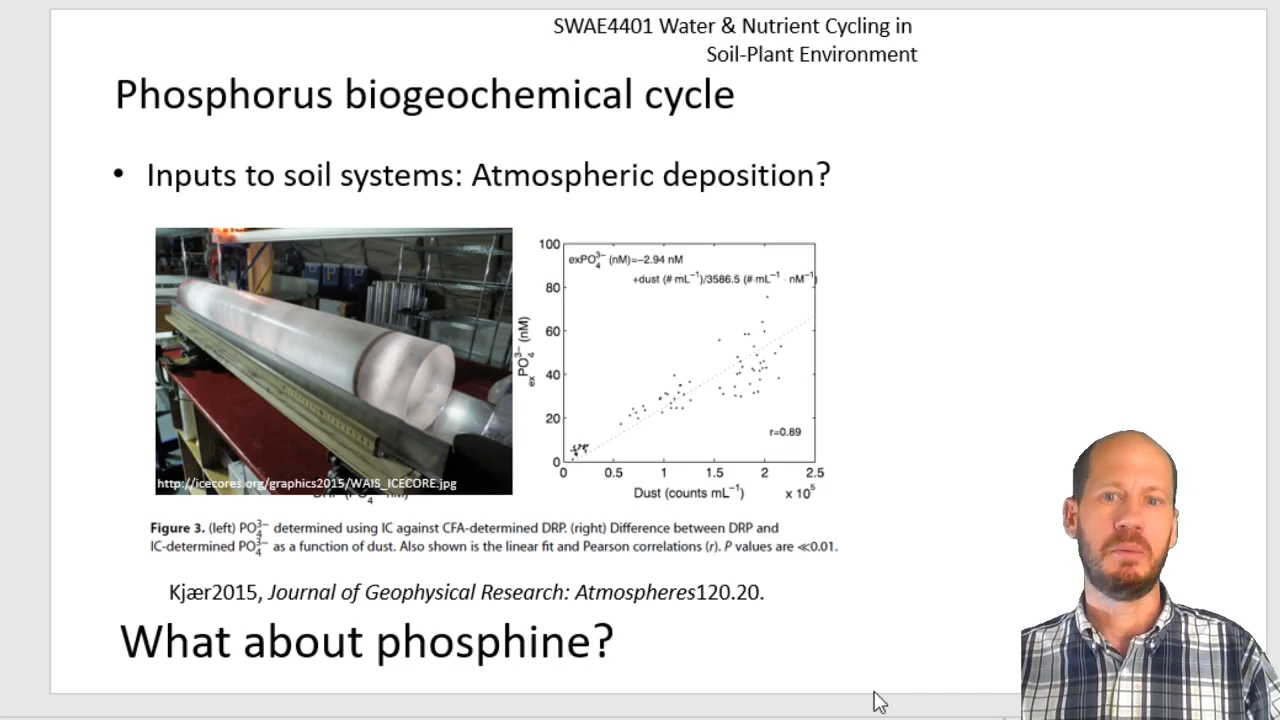 SWAE4401 Water & Nutrient Cycling in
Soil-Plant Environment
Phosphorus biogeochemical cycle
• Inputs to soil systems: Atmospheric deposition?
http://icecores.org/graphics2015/WAIS_ICECORE.jpg
exPO₄³⁻ (nM)=−2.94 nM
+dust (# mL⁻¹)/3586.5 (# mL⁻¹ · nM⁻¹)
100
80
60
40
20
0
exPO₄³⁻ (nM)
r=0.89
0 0.5 1 1.5 2 2.5
Dust (counts mL⁻¹) x 10⁵
Figure 3. (left) PO₄³⁻ determined using IC against CFA-determined DRP. (right) Difference between DRP and
IC-determined PO₄³⁻ as a function of dust. Also shown is the linear fit and Pearson correlations (r). P values are ≪0.01.
Kjær2015, Journal of Geophysical Research: Atmospheres120.20.
What about phosphine?